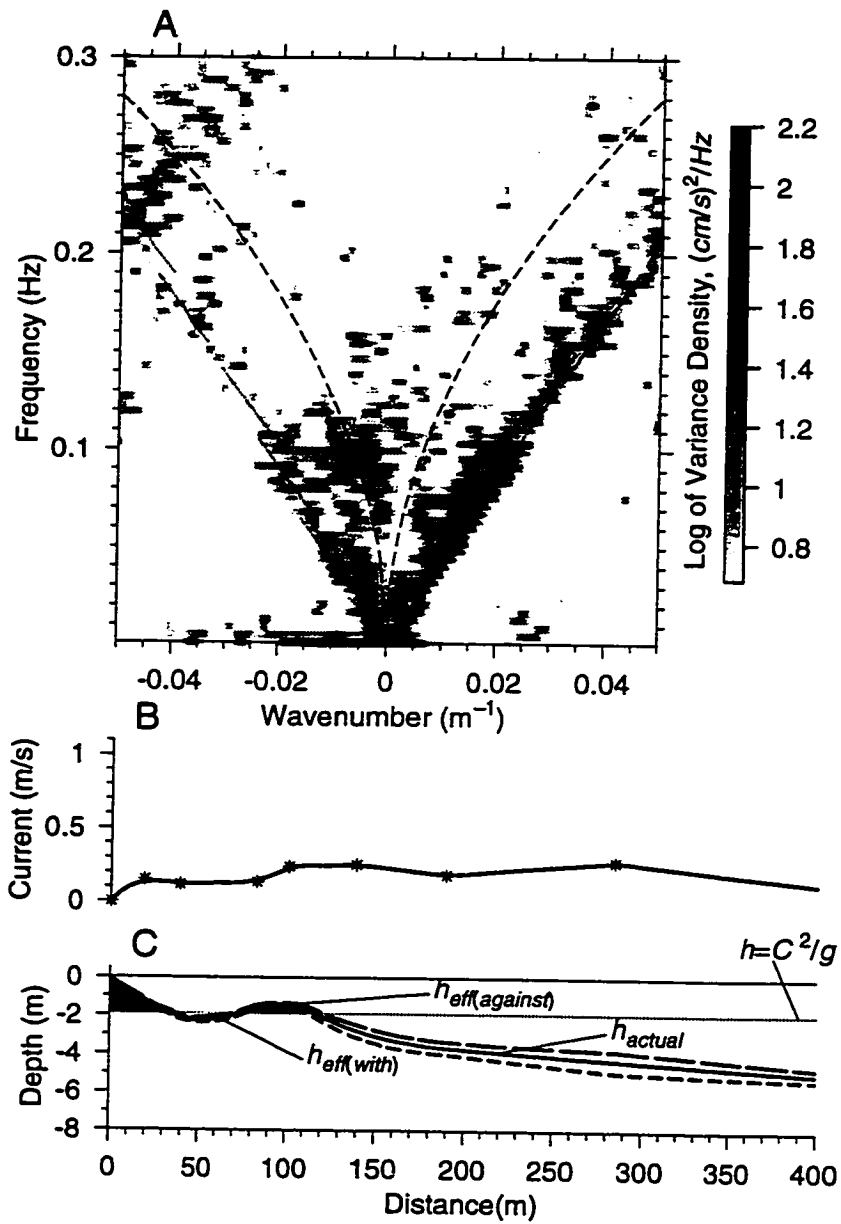 A
0.3
0.2
0.1
Frequency (Hz)
-0.04 -0.02 0 0.02 0.04
Wavenumber (m⁻¹)
2.2
2
1.8
1.6
1.4
1.2
1
0.8
Log of Variance Density, (cm/s)²/Hz
B
1
0.5
0
Current (m/s)
C
h=C²/g
0
-2
-4
-6
-8
Depth (m)
heff(against)
hactual
heff(with)
0 50 100 150 200 250 300 350 400
Distance(m)